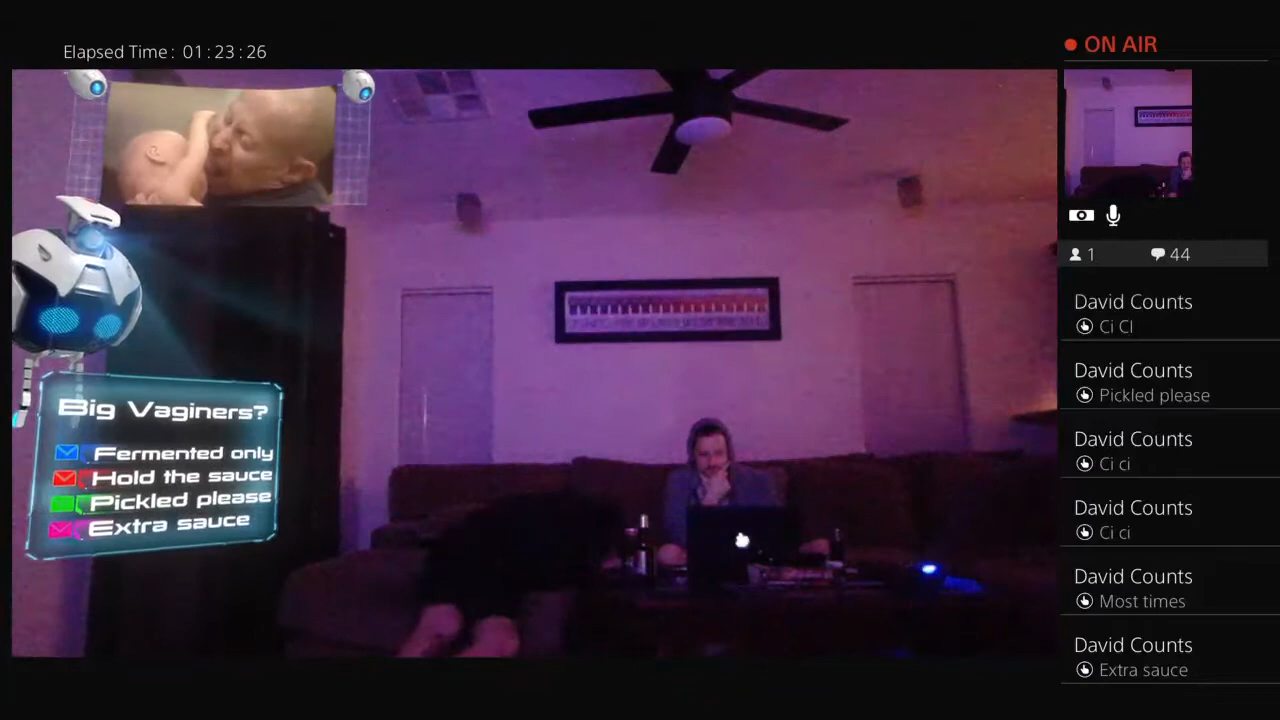 Elapsed Time: 01:23:26
ON AIR
1
44
David Counts
Ci CI
David Counts
Pickled please
David Counts
Ci ci
David Counts
Ci ci
David Counts
Most times
David Counts
Extra sauce
Big Vaginers?
Fermented only
Hold the sauce
Pickled please
Extra sauce